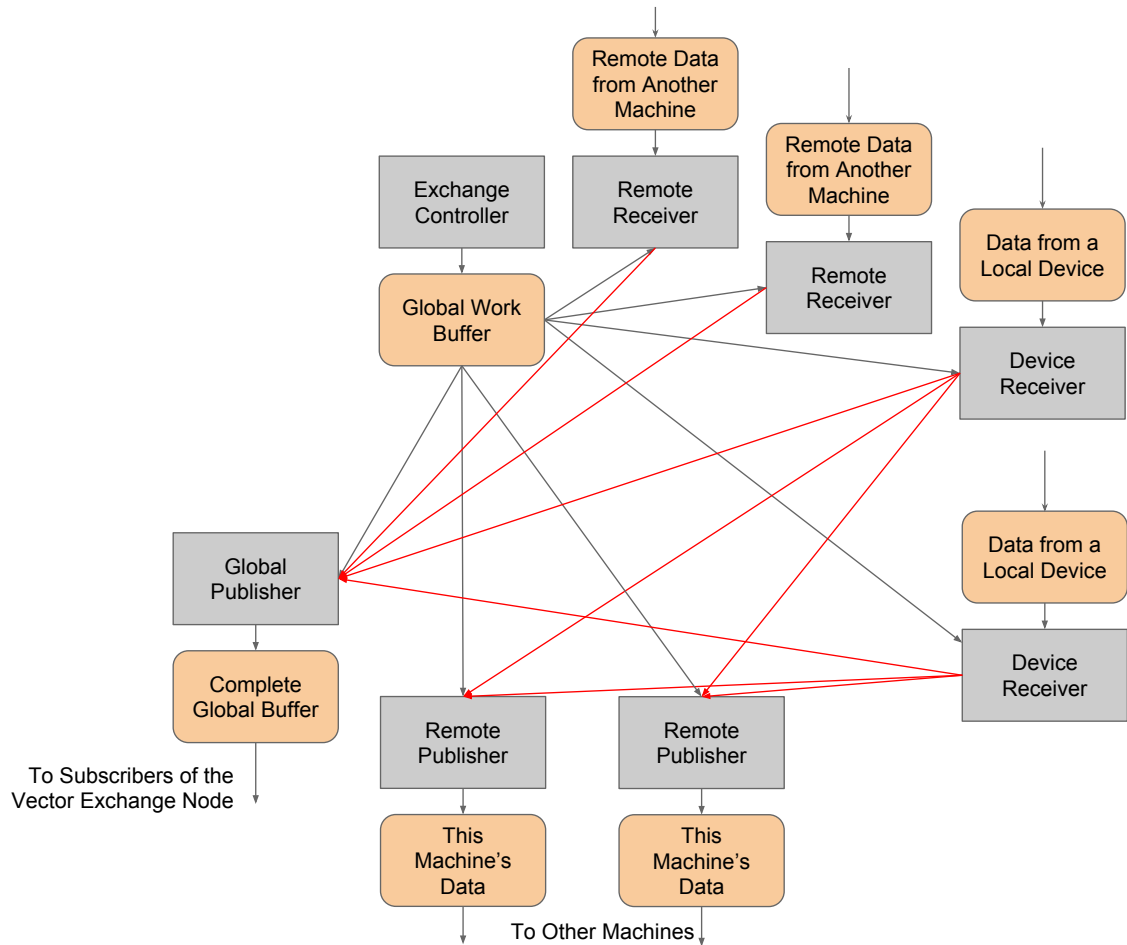 Remote Data
from Another
Machine
Remote Data
from Another
Machine
Exchange
Controller
Remote
Receiver
Data from a
Local Device
Remote
Receiver
Global Work
Buffer
Device
Receiver
Data from a
Local Device
Global
Publisher
Device
Receiver
Complete
Global Buffer
Remote
Publisher
Remote
Publisher
To Subscribers of the
Vector Exchange Node
This
Machine’s
Data
This
Machine’s
Data
To Other Machines